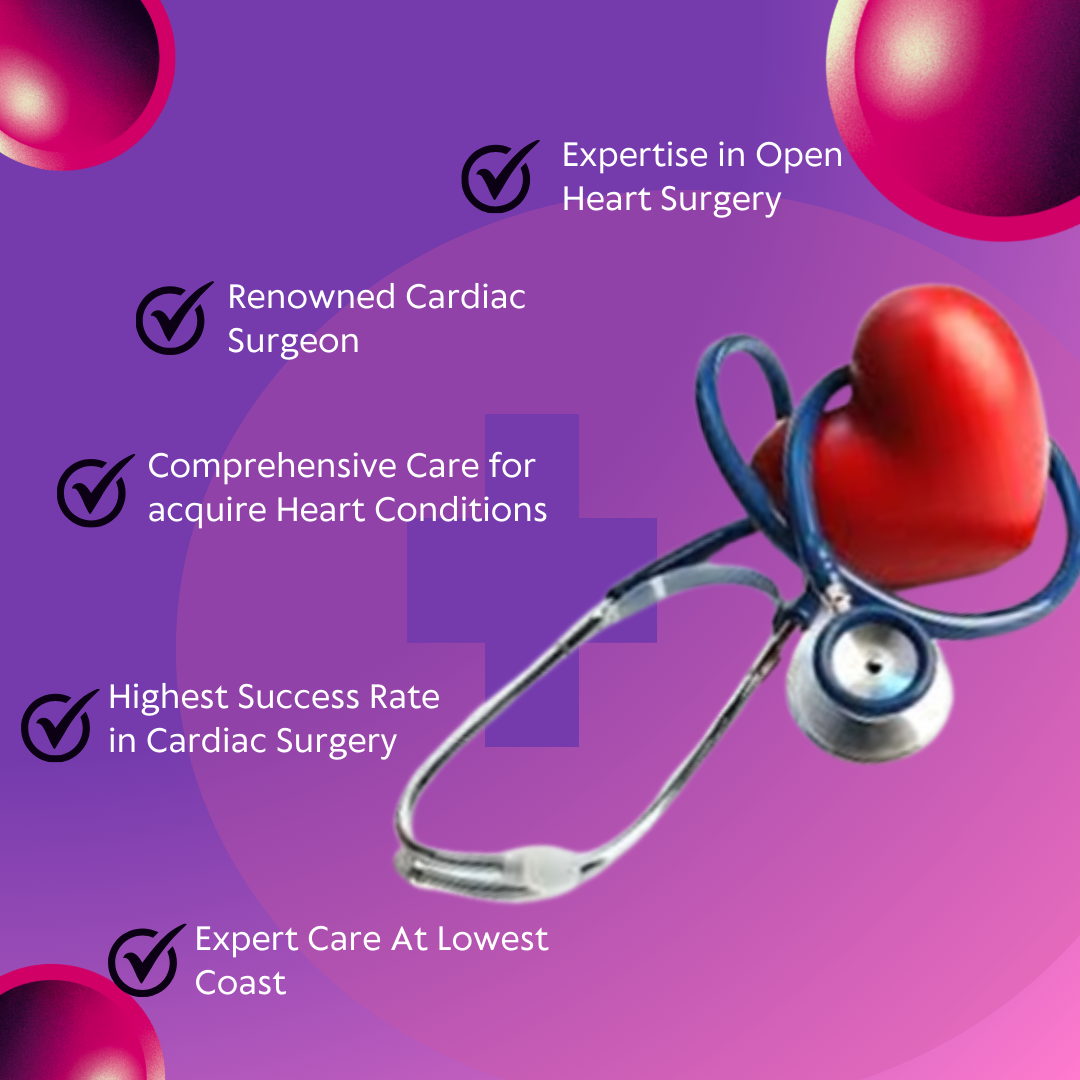 Expertise in Open
Heart Surgery
Renowned Cardiac
Surgeon
Comprehensive Care for
acquire Heart Conditions
Highest Success Rate
in Cardiac Surgery
Expert Care At Lowest
Coast